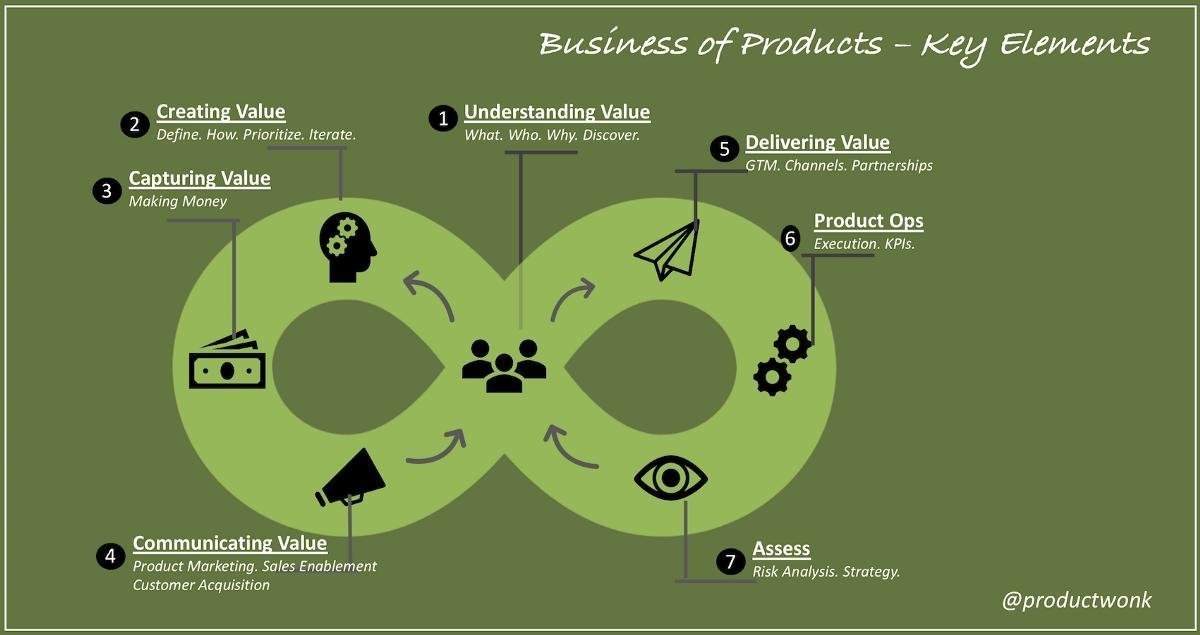 Business of Products – Key Elements
1 Understanding Value
What. Who. Why. Discover.
2 Creating Value
Define. How. Prioritize. Iterate.
3 Capturing Value
Making Money
4 Communicating Value
Product Marketing. Sales Enablement
Customer Acquisition
5 Delivering Value
GTM. Channels. Partnerships
6 Product Ops
Execution. KPIs.
7 Assess
Risk Analysis. Strategy.
@productwonk